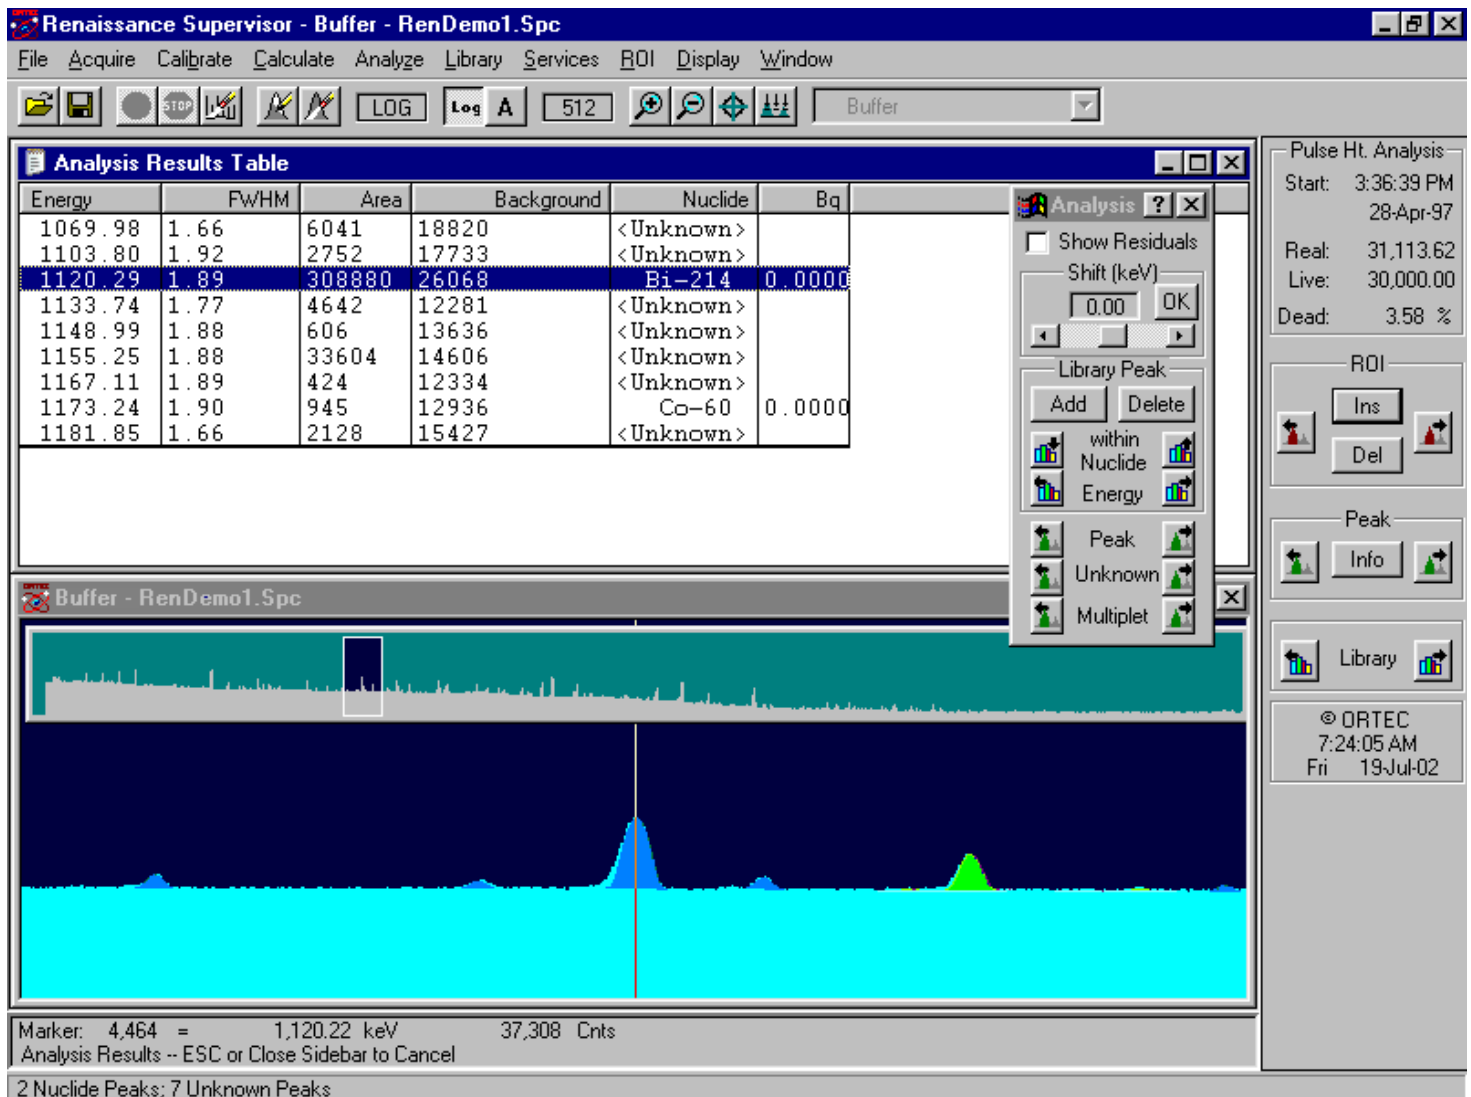 Renaissance Supervisor - Buffer - RenDemo1.Spc
File Acquire Calibrate Calculate Analyze Library Services ROI Display Window
STOP LOG Log A 512 Buffer
Analysis Results Table
Energy FWHM Area Background Nuclide Bq
1069.98 1.66 6041 18820 <Unknown>
1103.80 1.92 2752 17733 <Unknown>
1120.29 1.89 308880 26068 Bi-214 0.0000
1133.74 1.77 4642 12281 <Unknown>
1148.99 1.88 606 13636 <Unknown>
1155.25 1.88 33604 14606 <Unknown>
1167.11 1.89 424 12334 <Unknown>
1173.24 1.90 945 12936 Co-60 0.0000
1181.85 1.66 2128 15427 <Unknown>
Analysis ?
Show Residuals
Shift (keV)
0.00 OK
Library Peak
Add Delete
within
Nuclide
Energy
Peak
Unknown
Multiplet
Pulse Ht. Analysis
Start: 3:36:39 PM
28-Apr-97
Real: 31,113.62
Live: 30,000.00
Dead: 3.58 %
ROI
Ins
Del
Peak
Info
Library
© ORTEC
7:24:05 AM
Fri 19-Jul-02
ORTEC
Buffer - RenDemo1.Spc
Marker: 4,464 = 1,120.22 keV 37,308 Cnts
Analysis Results -- ESC or Close Sidebar to Cancel
2 Nuclide Peaks; 7 Unknown Peaks